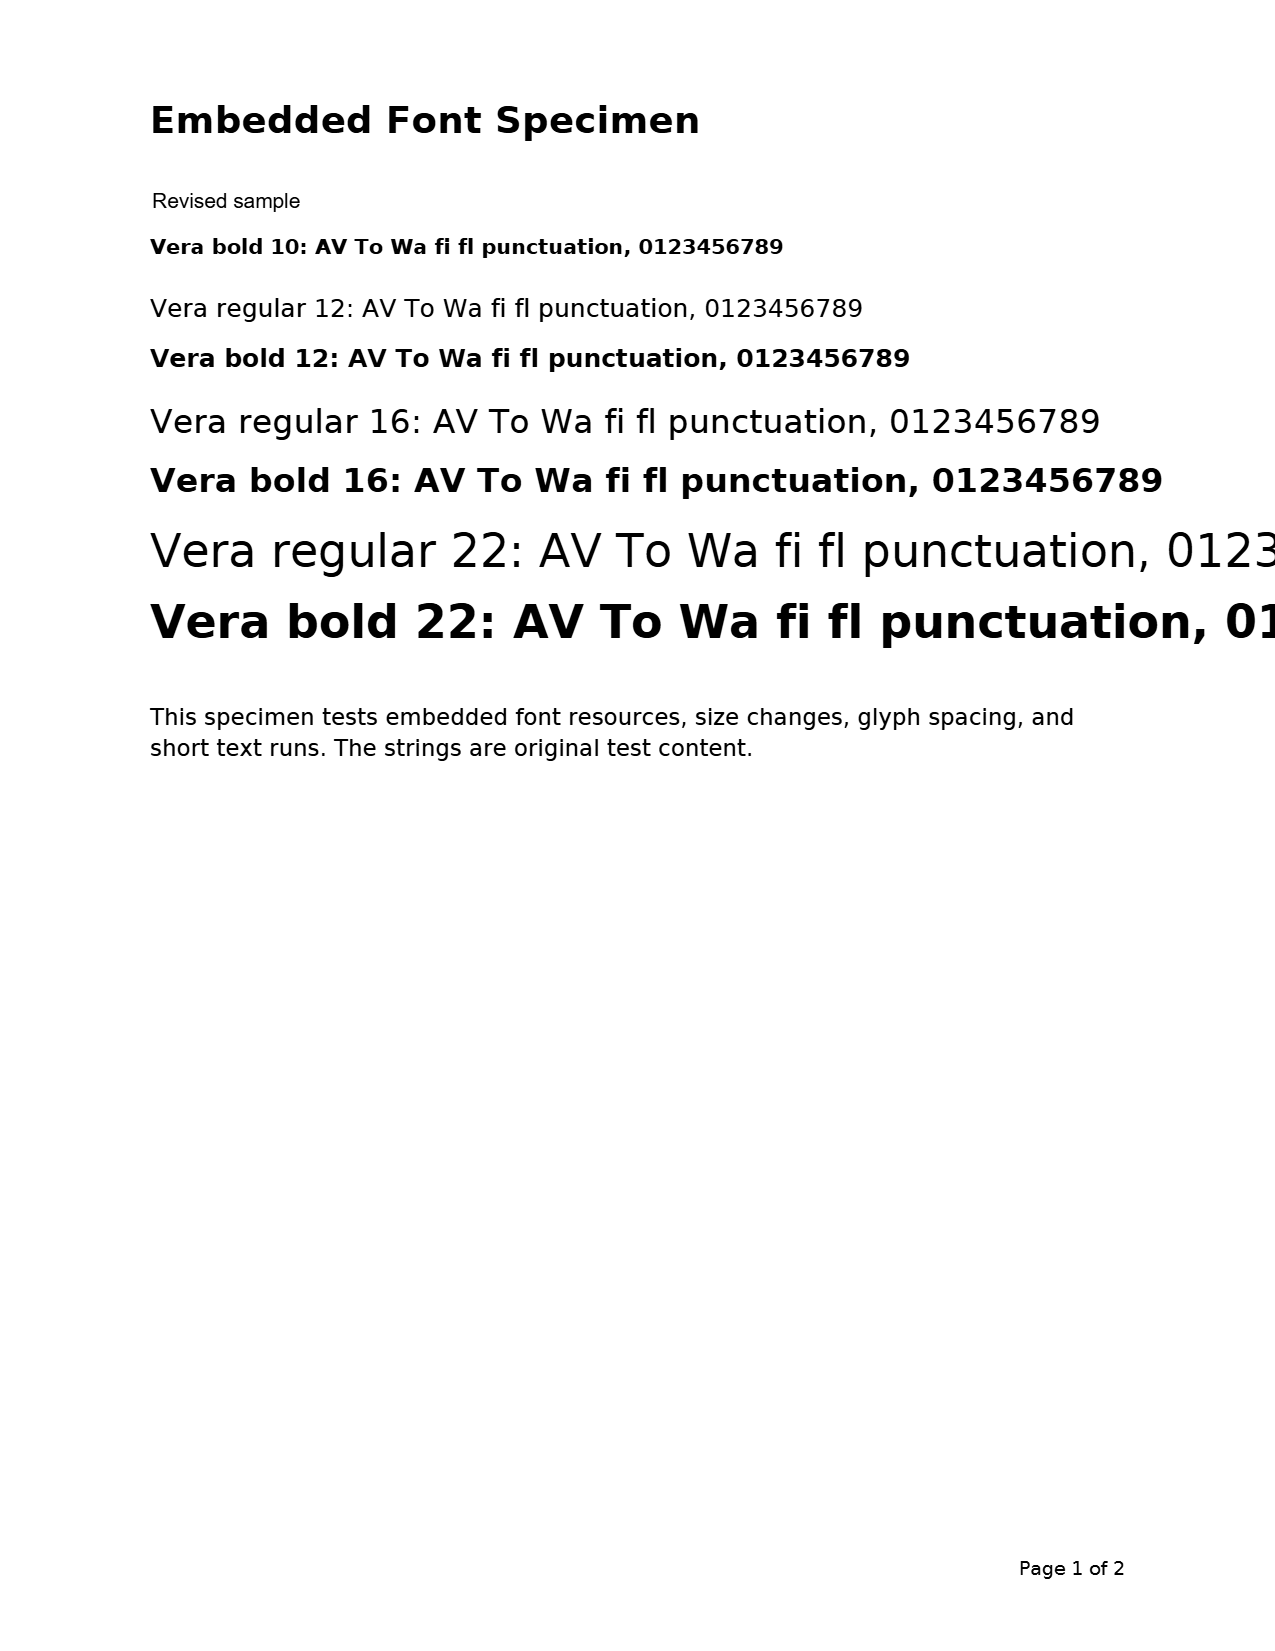 Embedded Font Specimen
Revised sample
Vera bold 10: AV To Wa fi fl punctuation, 0123456789
Vera regular 12: AV To Wa fi fl punctuation, 0123456789
Vera bold 12: AV To Wa fi fl punctuation, 0123456789
Vera regular 16: AV To Wa fi fl punctuation, 0123456789
Vera bold 16: AV To Wa fi fl punctuation, 0123456789
Vera regular 22: AV To Wa fi fl punctuation, 0123
Vera bold 22: AV To Wa fi fl punctuation, 01
This specimen tests embedded font resources, size changes, glyph spacing, and
short text runs. The strings are original test content.
Page 1 of 2